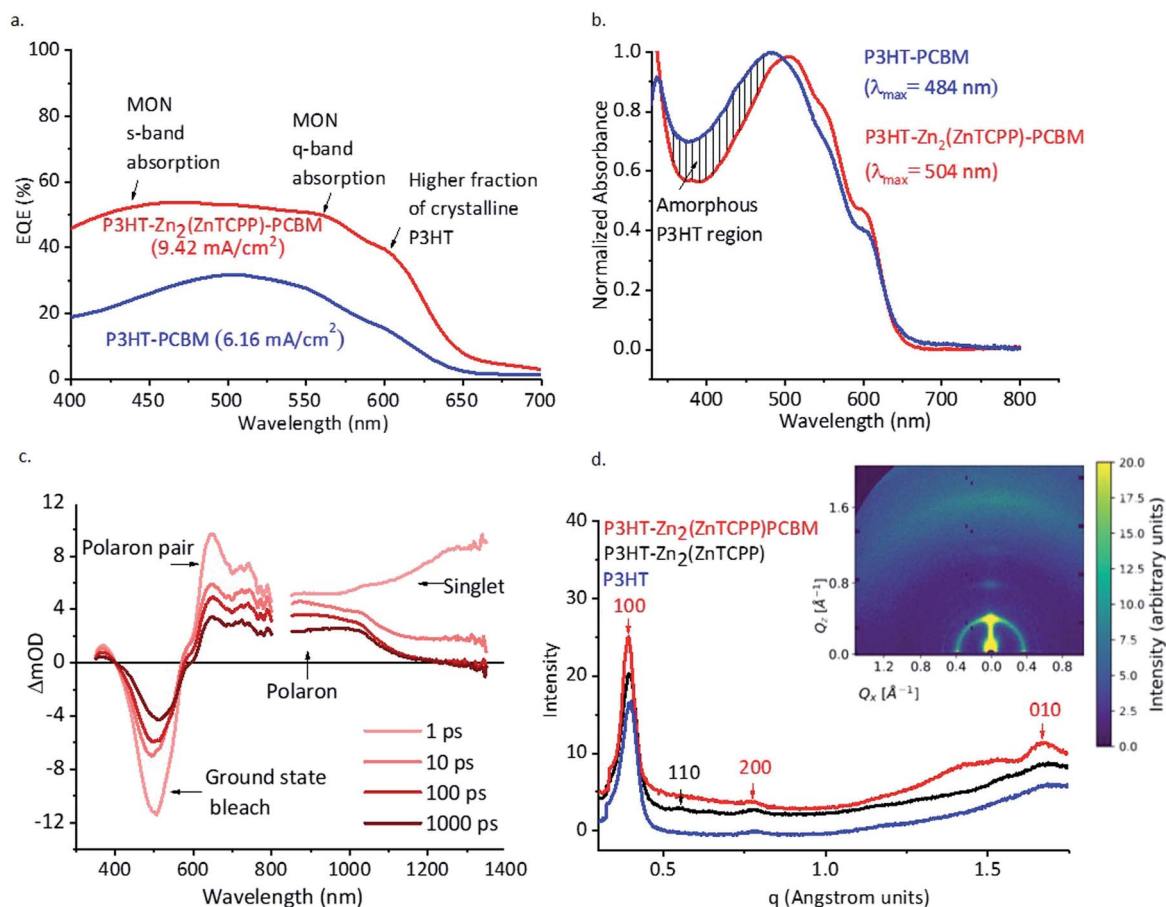 a.
100
80
60
40
20
0
EQE (%)
MON
s-band
absorption
MON
q-band
absorption
Higher fraction
of crystalline
P3HT
P3HT-Zn₂(ZnTCPP)-PCBM
(9.42 mA/cm²)
P3HT-PCBM (6.16 mA/cm²)
400 450 500 550 600 650 700
Wavelength (nm)
b.
1.0
0.8
0.6
0.4
0.2
0.0
Normalized Absorbance
P3HT-PCBM
(λmax= 484 nm)
P3HT-Zn₂(ZnTCPP)-PCBM
(λmax= 504 nm)
Amorphous
P3HT region
400 500 600 700 800
Wavelength (nm)
c.
12
8
4
0
-4
-8
-12
ΔmOD
Polaron pair
Singlet
Polaron
Ground state
bleach
1 ps
10 ps
100 ps
1000 ps
400 600 800 1000 1200 1400
Wavelength (nm)
d.
40
30
20
10
0
Intensity
P3HT-Zn₂(ZnTCPP)PCBM
P3HT-Zn₂(ZnTCPP)
P3HT
100
110
200
010
0.5 1.0 1.5
q (Angstrom units)
1.6
0.8
0.0
Qz [Å⁻¹]
1.2 0.8 0.4 0.0 0.4 0.8
Qx [Å⁻¹]
20.0
17.5
15.0
12.5
10.0
7.5
5.0
2.5
0.0
Intensity (arbitrary units)